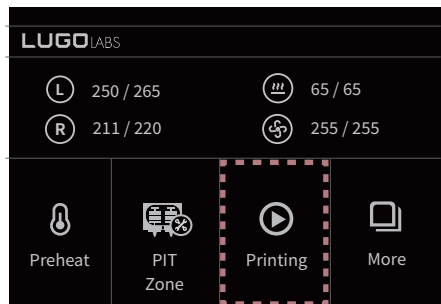 LUGOLABS
L 250 / 265
65 / 65
R 211 / 220
255 / 255
Preheat
PIT
Zone
Printing
More